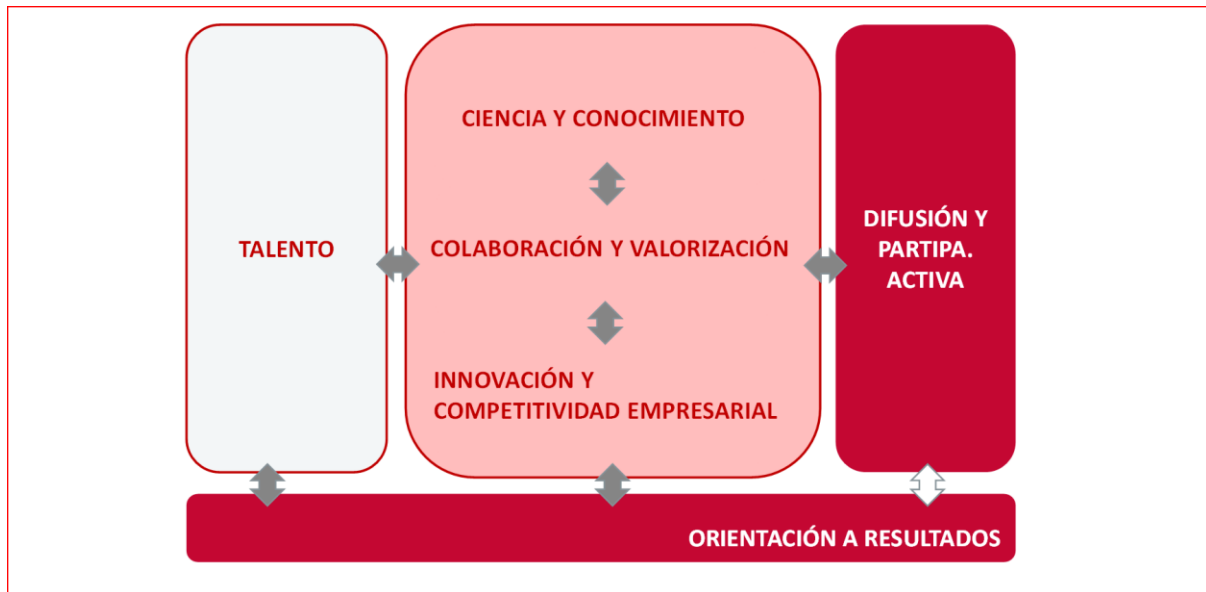 TALENTO
CIENCIA Y CONOCIMIENTO
COLABORACIÓN Y VALORIZACIÓN
INNOVACIÓN Y
COMPETITIVIDAD EMPRESARIAL
DIFUSIÓN Y
PARTIPA.
ACTIVA
ORIENTACIÓN A RESULTADOS